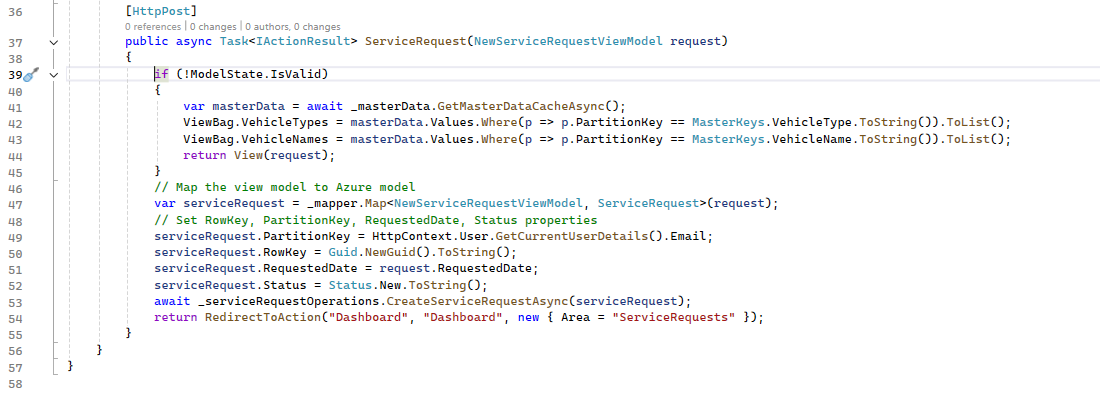 36 [HttpPost]
0 references | 0 changes | 0 authors, 0 changes
37 public async Task<IActionResult> ServiceRequest(NewServiceRequestViewModel request)
38 {
39 if (!ModelState.IsValid)
40 {
41 var masterData = await _masterData.GetMasterDataCacheAsync();
42 ViewBag.VehicleTypes = masterData.Values.Where(p => p.PartitionKey == MasterKeys.VehicleType.ToString()).ToList();
43 ViewBag.VehicleNames = masterData.Values.Where(p => p.PartitionKey == MasterKeys.VehicleName.ToString()).ToList();
44 return View(request);
45 }
46 // Map the view model to Azure model
47 var serviceRequest = _mapper.Map<NewServiceRequestViewModel, ServiceRequest>(request);
48 // Set RowKey, PartitionKey, RequestedDate, Status properties
49 serviceRequest.PartitionKey = HttpContext.User.GetCurrentUserDetails().Email;
50 serviceRequest.RowKey = Guid.NewGuid().ToString();
51 serviceRequest.RequestedDate = request.RequestedDate;
52 serviceRequest.Status = Status.New.ToString();
53 await _serviceRequestOperations.CreateServiceRequestAsync(serviceRequest);
54 return RedirectToAction("Dashboard", "Dashboard", new { Area = "ServiceRequests" });
55 }
56 }
57 }
58